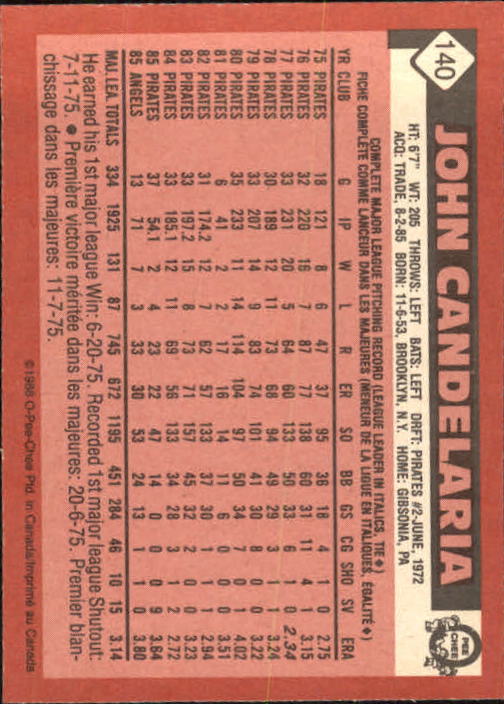 140
JOHN CANDELARIA
O-PEE-CHEE
HT: 6'7" WT: 205 THROWS: LEFT BATS: LEFT DRFT: PIRATES #2-JUNE, 1972
ACQ: TRADE, 8-2-85 BORN: 11-6-53, BROOKLYN, N.Y. HOME: GIBSONIA, PA
COMPLETE MAJOR LEAGUE PITCHING RECORD (LEAGUE LEADER IN ITALICS TIE ♦)
FICHE COMPLÈTE COMME LANCEUR DANS LES MAJEURES (MENEUR DE LA LIGUE EN ITALIQUES, ÉGALITÉ ♦)
YR CLUB G IP W L R ER SO BB GS CG SHO SV ERA
75 PIRATES 18 121 8 6 47 37 95 36 18 4 1 0 2.75
76 PIRATES 32 220 16 7 87 77 138 60 31 11 4 1 3.15
77 PIRATES 33 231 20 5 64 60 133 50 33 6 1 0 2.34
78 PIRATES 30 189 12 11 73 68 94 49 29 3 1 1 3.24
79 PIRATES 33 207 14 9 83 74 101 41 30 8 0 0 3.22
80 PIRATES 35 233 11 14 114 104 97 50 34 7 0 1 4.02
81 PIRATES 6 41 2 2 17 16 14 11 6 0 0 0 3.51
82 PIRATES 31 174.2 12 7 62 57 133 37 30 1 1 1 2.94
83 PIRATES 33 197.2 15 8 73 71 157 45 32 2 0 0 3.23
84 PIRATES 33 185.1 12 11 69 56 133 34 28 3 1 2 2.72
85 PIRATES 37 54.1 2 4 23 22 47 14 0 0 0 9 3.64
85 ANGELS 13 71 7 3 33 30 53 24 13 1 1 0 3.80
MAJ. LEA. TOTALS 334 1925 131 87 745 672 1195 451 284 46 10 15 3.14
He earned his 1st major league Win: 6-20-75. Recorded 1st major league Shutout:
7-11-75. ● Première victoire méritée dans les majeures: 20-6-75. Premier blan-
chissage dans les majeures: 11-7-75.
©1986 O-Pee-Chee Ptd. in Canada/Imprimé au Canada